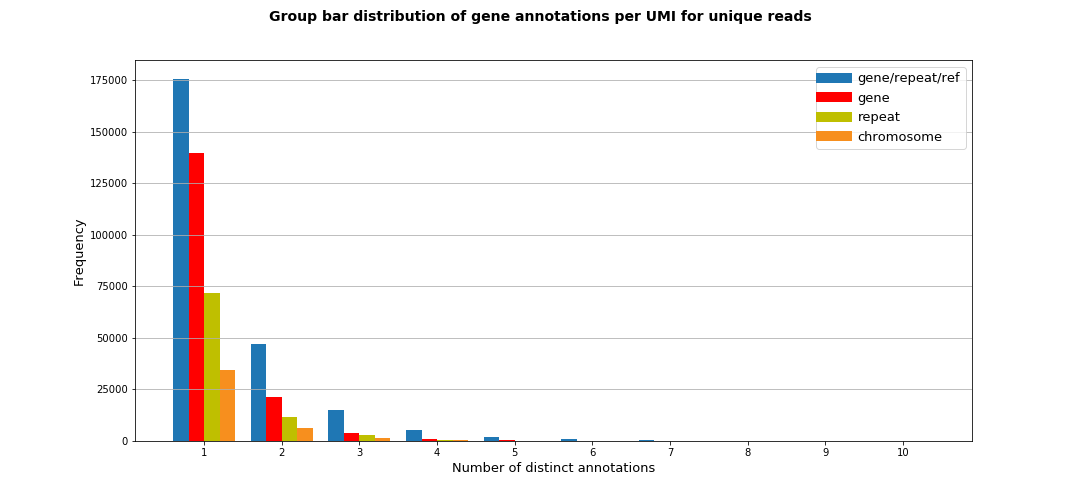 Group bar distribution of gene annotations per UMI for unique reads
gene/repeat/ref
gene
repeat
chromosome
175000
150000
125000
100000
75000
50000
25000
0
Frequency
1 2 3 4 5 6 7 8 9 10
Number of distinct annotations